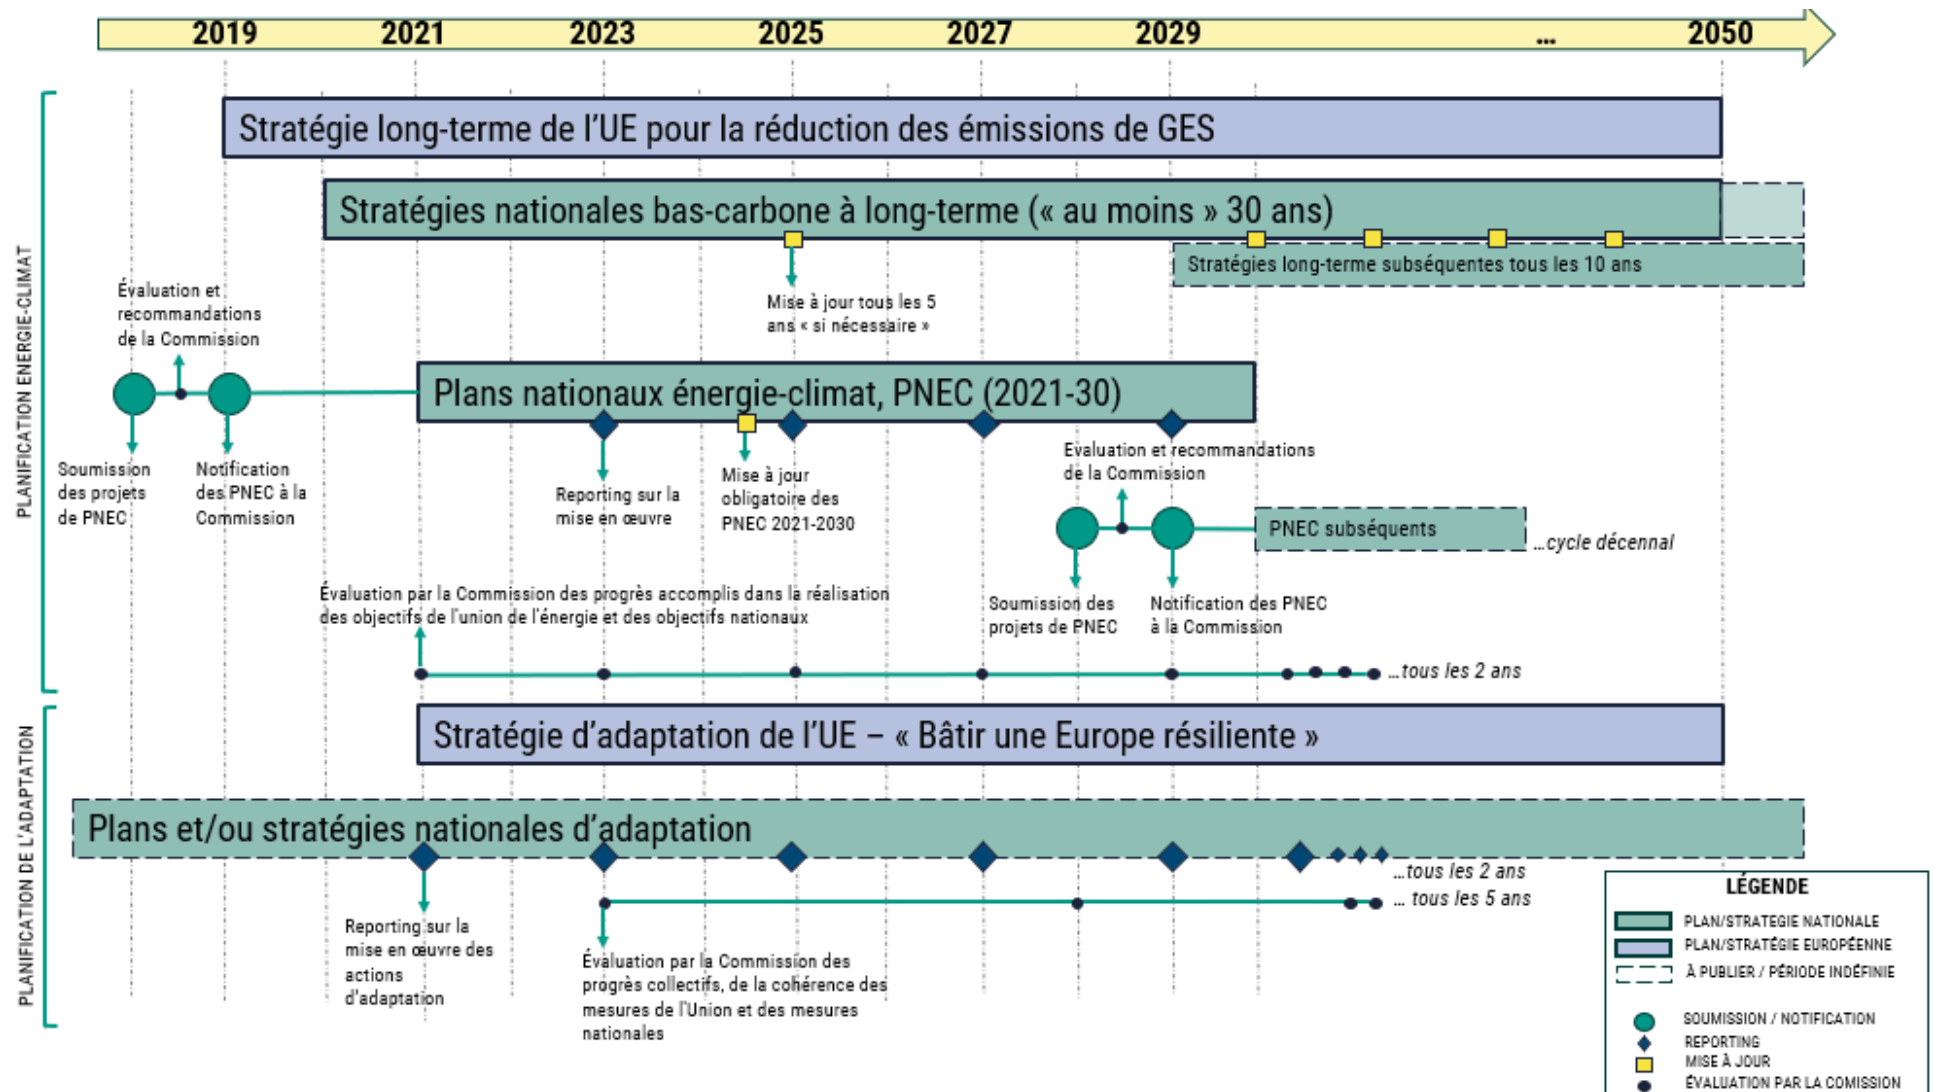 2019 2021 2023 2025 2027 2029 ... 2050
PLANIFICATION ENERGIE-CLIMAT
Stratégie long-terme de l'UE pour la réduction des émissions de GES
Stratégies nationales bas-carbone à long-terme (« au moins » 30 ans)
Stratégies long-terme subséquentes tous les 10 ans
Mise à jour tous les 5
ans « si nécessaire »
Évaluation et
recommandations
de la Commission
Plans nationaux énergie-climat, PNEC (2021-30)
Soumission
des projets
de PNEC
Notification
des PNEC à la
Commission
Reporting sur la
mise en œuvre
Mise à jour
obligatoire des
PNEC 2021-2030
Evaluation et recommandations
de la Commission
PNEC subséquents
...cycle décennal
Soumission des
projets de PNEC
Notification des PNEC
à la Commission
Évaluation par la Commission des progrès accomplis dans la réalisation
des objectifs de l'union de l'énergie et des objectifs nationaux
...tous les 2 ans
PLANIFICATION DE L'ADAPTATION
Stratégie d'adaptation de l'UE – « Bâtir une Europe résiliente »
Plans et/ou stratégies nationales d'adaptation
...tous les 2 ans
... tous les 5 ans
Reporting sur la
mise en œuvre des
actions
d'adaptation
Évaluation par la Commission des
progrès collectifs, de la cohérence des
mesures de l'Union et des mesures
nationales
LÉGENDE
PLAN/STRATEGIE NATIONALE
PLAN/STRATÉGIE EUROPÉENNE
À PUBLIER / PÉRIODE INDÉFINIE
SOUMISSION / NOTIFICATION
REPORTING
MISE À JOUR
ÉVALUATION PAR LA COMISSION